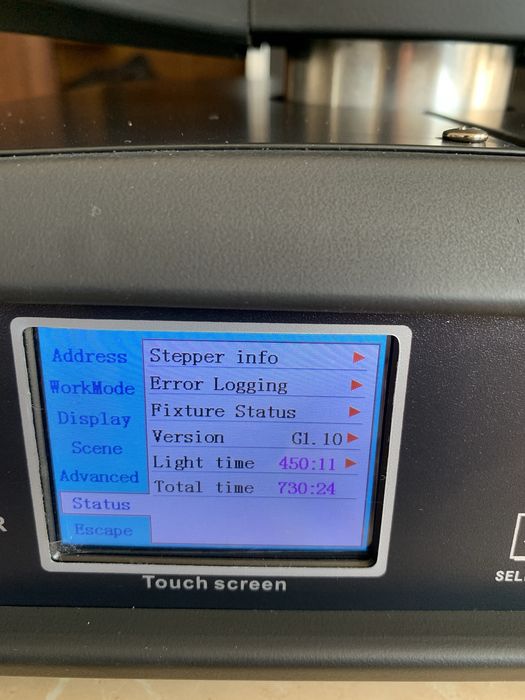 Address
WorkMode
Display
Scene
Advanced
Status
Escape
Stepper info
Error Logging
Fixture Status
Version G1.10
Light time 450:11
Total time 730:24
Touch screen
R
SEL